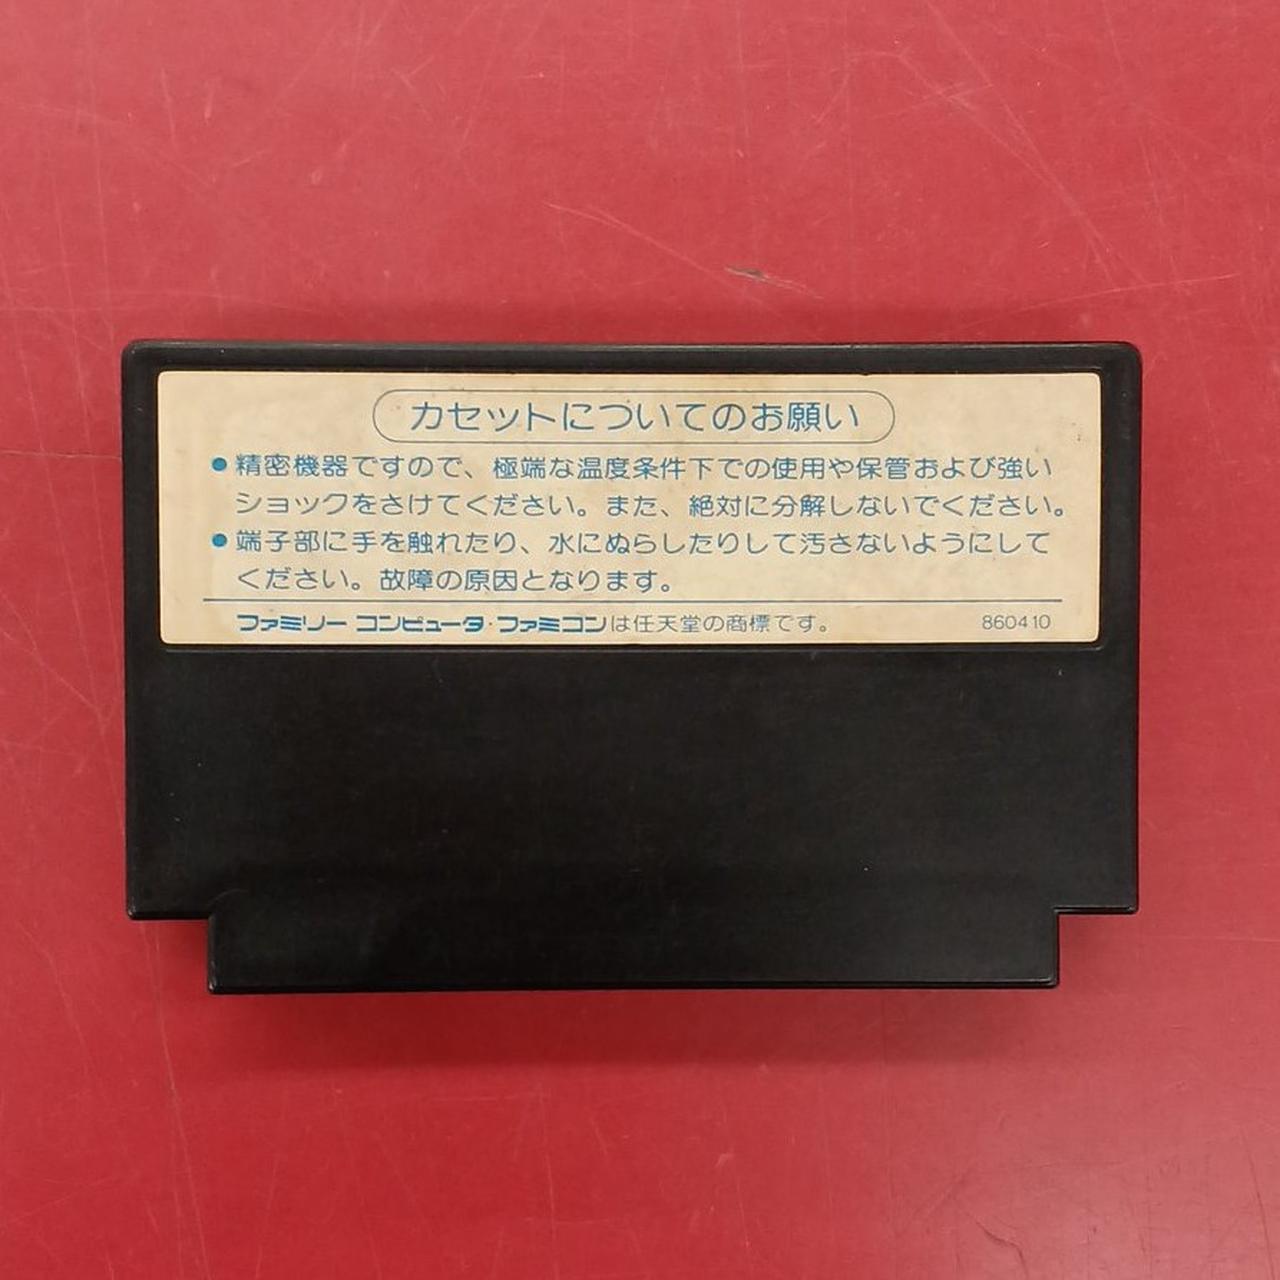 カセットについてのお願い
●精密機器ですので、極端な温度条件下での使用や保管および強い
ショックをさけてください。また、絶対に分解しないでください。
●端子部に手を触れたり、水にぬらしたりして汚さないようにして
ください。故障の原因となります。
ファミリー コンピュータ・ファミコンは任天堂の商標です。 860410